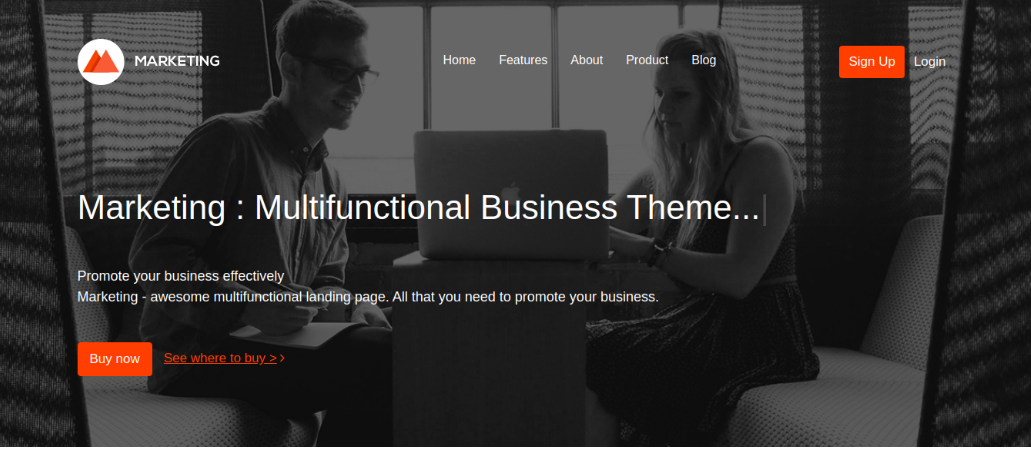 MARKETING
Home Features About Product Blog
Sign Up Login
Marketing : Multifunctional Business Theme...
Promote your business effectively
Marketing - awesome multifunctional landing page. All that you need to promote your business.
Buy now See where to buy >